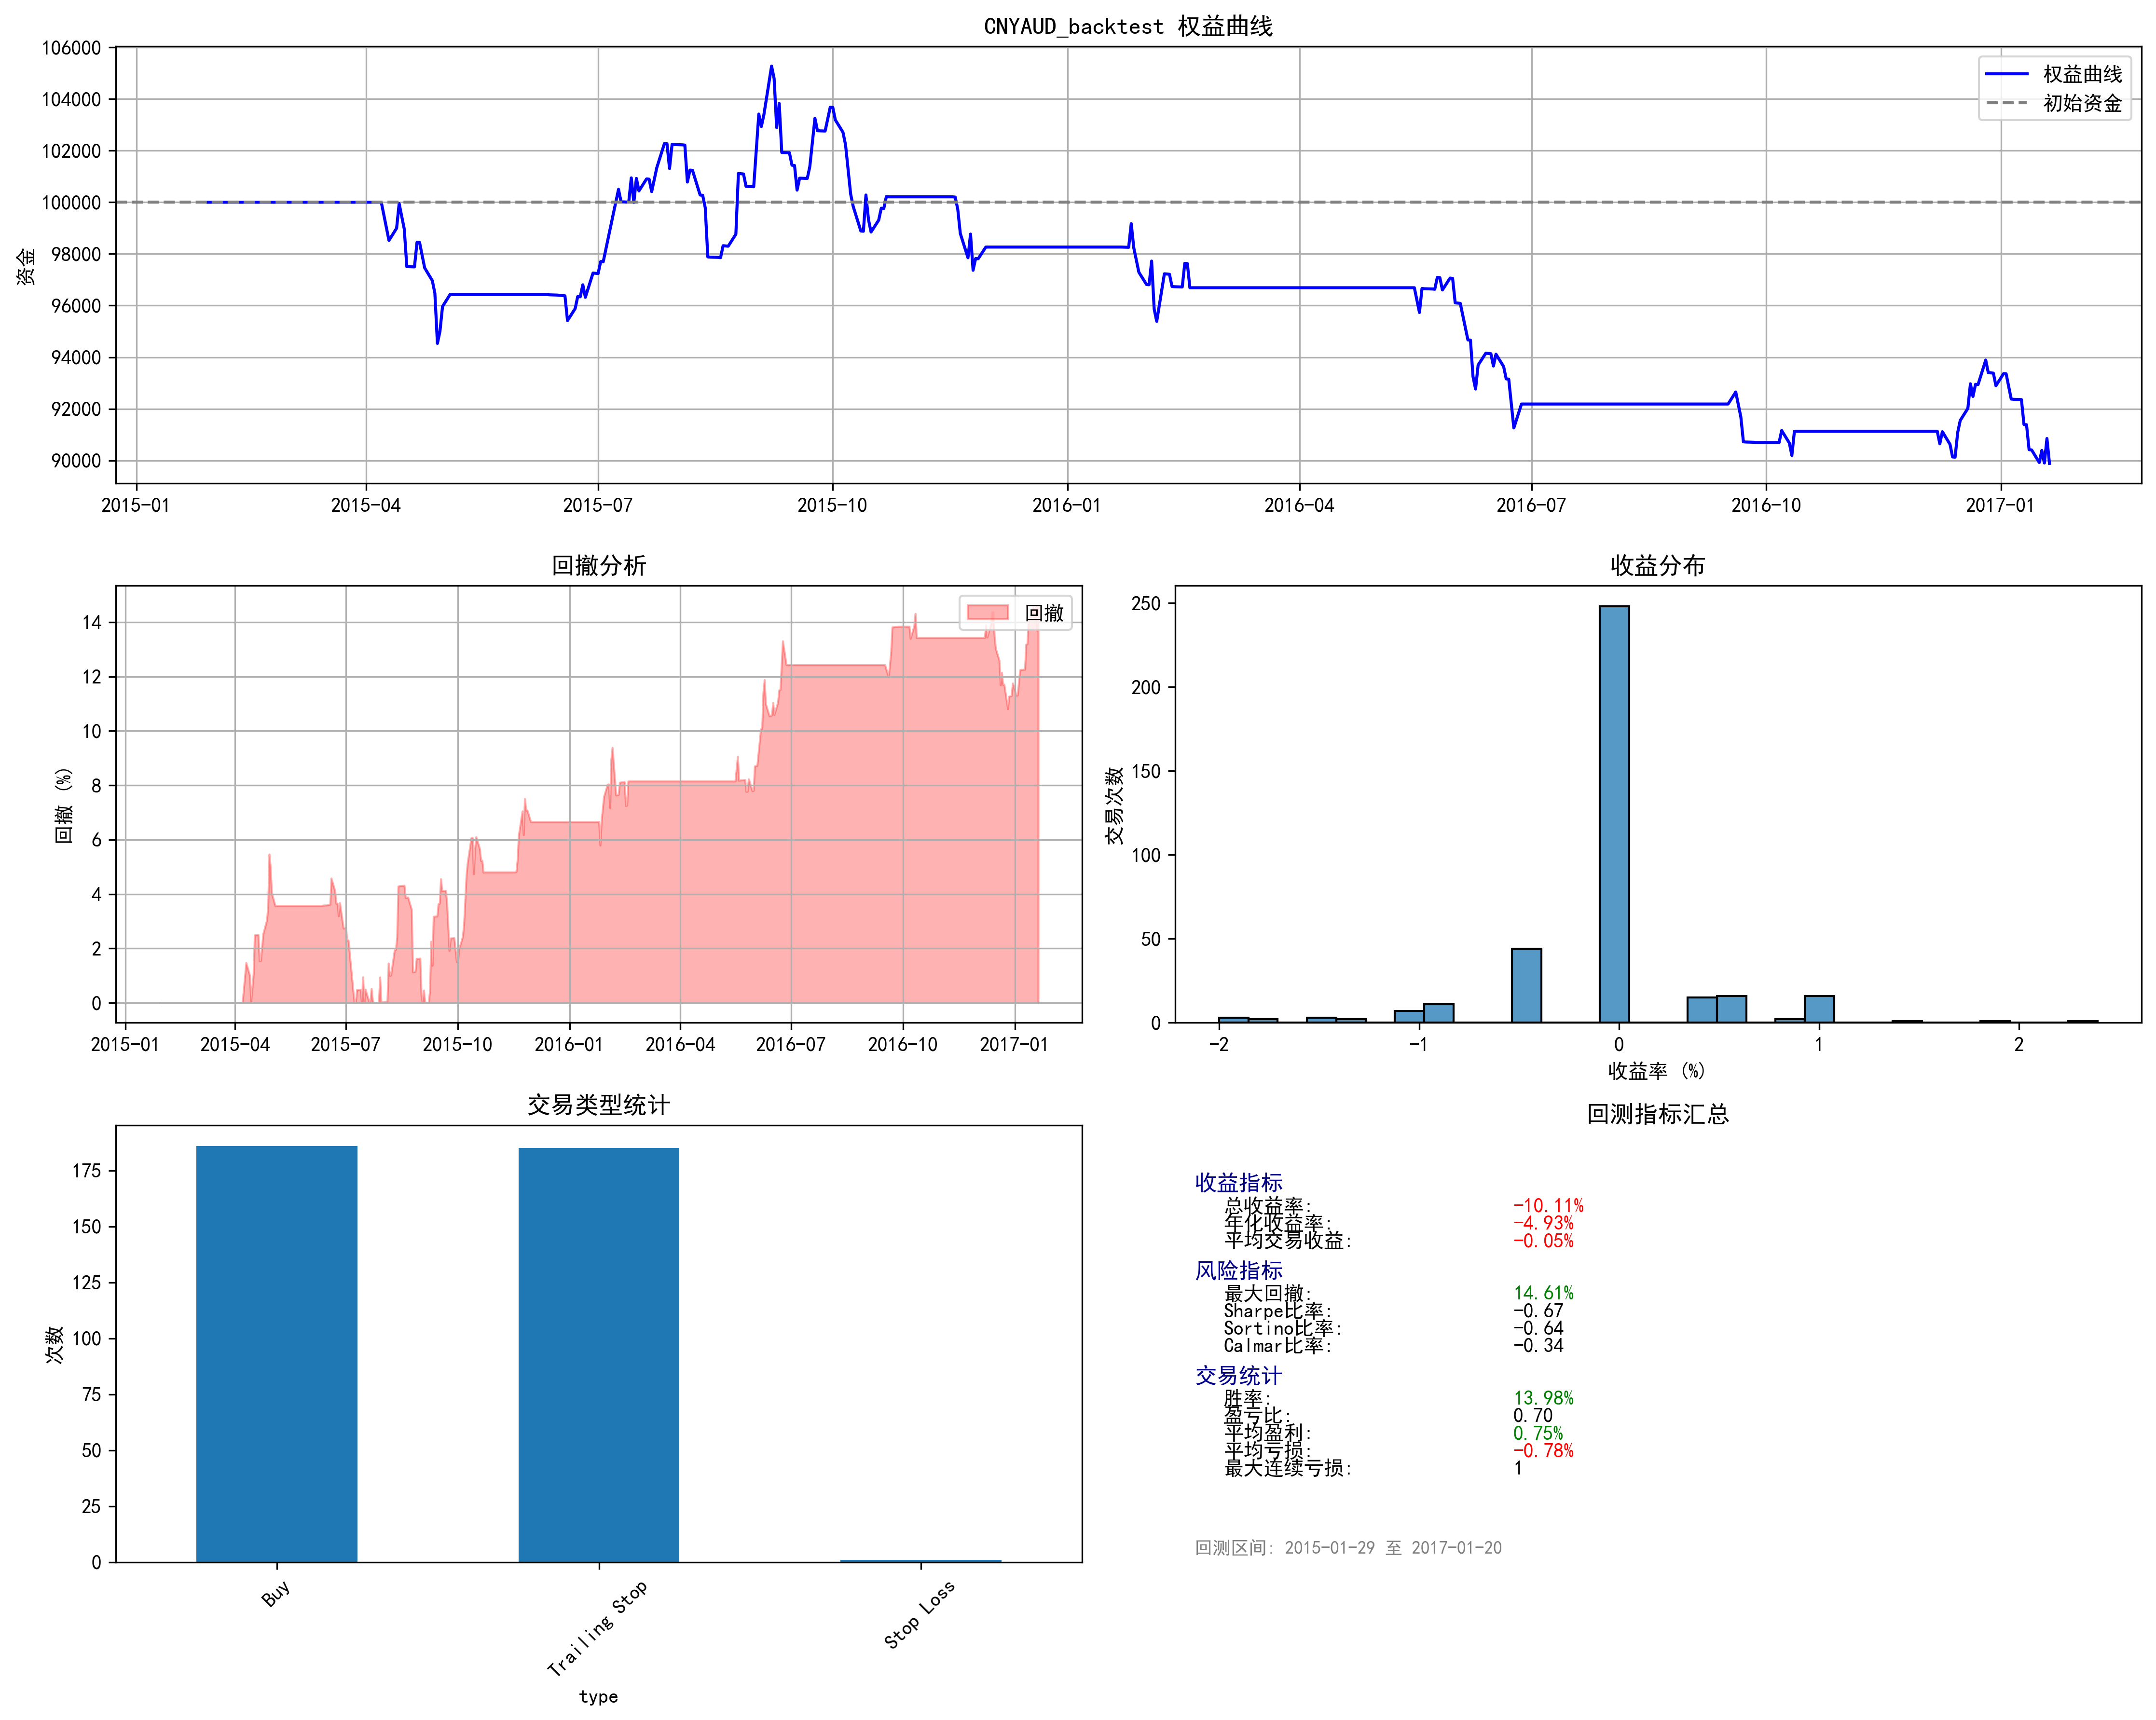 CNYAUD_backtest 权益曲线
106000
104000
102000
100000
98000
96000
94000
92000
90000
资金
权益曲线
初始资金
2015-01
2015-04
2015-07
2015-10
2016-01
2016-04
2016-07
2016-10
2017-01
回撤分析
14
12
10
8
6
4
2
0
回撤 (%)
回撤
2015-01
2015-04
2015-07
2015-10
2016-01
2016-04
2016-07
2016-10
2017-01
收益分布
250
200
150
100
50
0
交易次数
-2
-1
0
1
2
收益率 (%)
交易类型统计
175
150
125
100
75
50
25
0
次数
Buy
Trailing Stop
Stop Loss
type
回测指标汇总
收益指标
总收益率: -10.11%
年化收益率: -4.93%
平均交易收益: -0.05%
风险指标
最大回撤: 14.61%
Sharpe比率: -0.67
Sortino比率: -0.64
Calmar比率: -0.34
交易统计
胜率: 13.98%
盈亏比: 0.70
平均盈利: 0.75%
平均亏损: -0.78%
最大连续亏损: 1
回测区间: 2015-01-29 至 2017-01-20